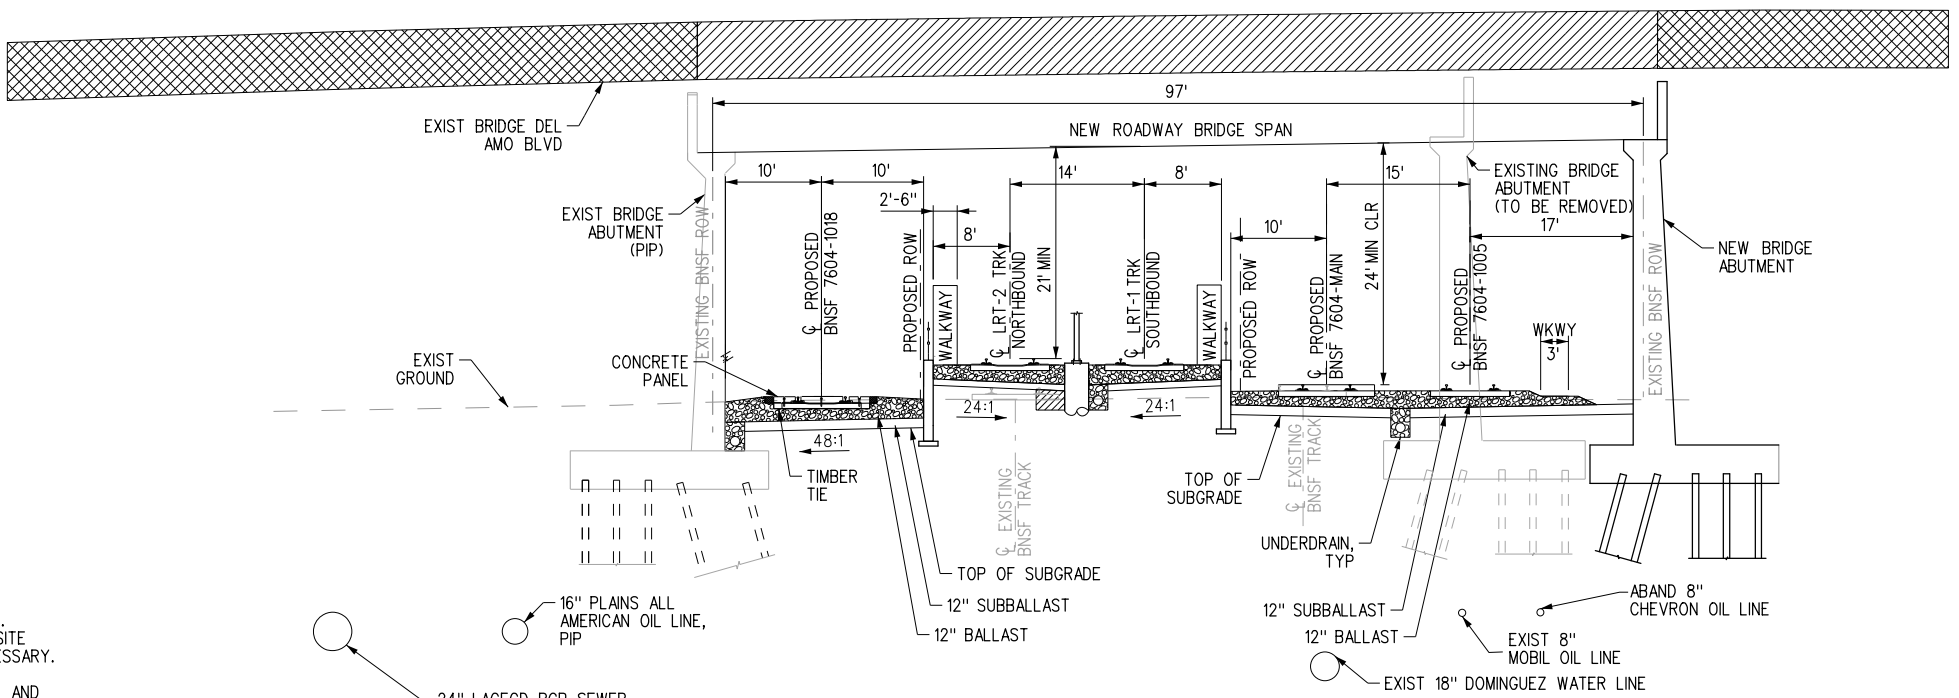 97'
EXIST BRIDGE DEL
AMO BLVD
NEW ROADWAY BRIDGE SPAN
10'
10'
14'
8'
15'
EXISTING BRIDGE
ABUTMENT
(TO BE REMOVED)
2'-6"
EXIST BRIDGE
ABUTMENT
(PIP)
EXISTING BNSF ROW
℄ PROPOSED
BNSF 7604-1018
PROPOSED ROW
8'
WALKWAY
℄ LRT-2 TRK
NORTHBOUND
21' MIN
℄ LRT-1 TRK
SOUTHBOUND
WALKWAY
10'
PROPOSED ROW
℄ PROPOSED
BNSF 7604-MAIN
24' MIN CLR
℄ PROPOSED
BNSF 7604-1005
17'
EXISTING BNSF ROW
NEW BRIDGE
ABUTMENT
WKWY
3'
EXIST
GROUND
CONCRETE
PANEL
24:1
24:1
48:1
TIMBER
TIE
℄ EXISTING
BNSF TRACK
TOP OF
SUBGRADE
℄ EXISTING
BNSF TRACK
UNDERDRAIN,
TYP
TOP OF SUBGRADE
12" SUBBALLAST
12" BALLAST
16" PLAINS ALL
AMERICAN OIL LINE,
PIP
12" SUBBALLAST
12" BALLAST
ABAND 8"
CHEVRON OIL LINE
EXIST 8"
MOBIL OIL LINE
EXIST 18" DOMINGUEZ WATER LINE
SITE
ESSARY.
AND
24" LACFCD RCP SEWER